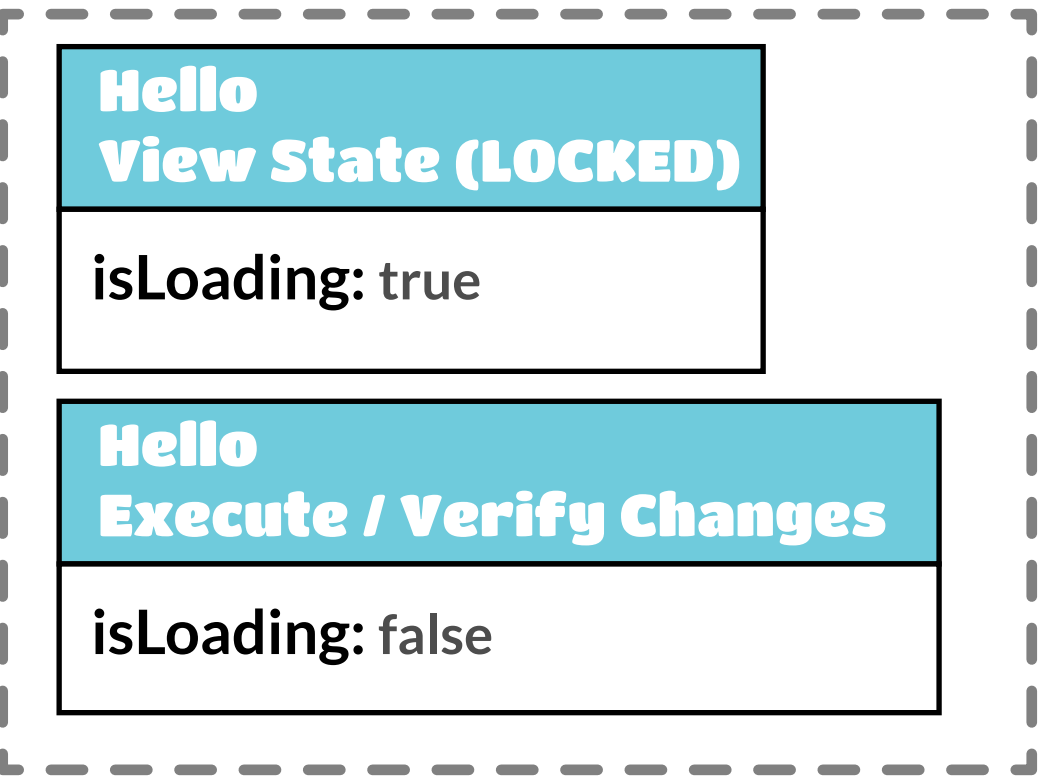 Hello
View State (LOCKED)
isLoading: true
Hello
Execute / Verify Changes
isLoading: false